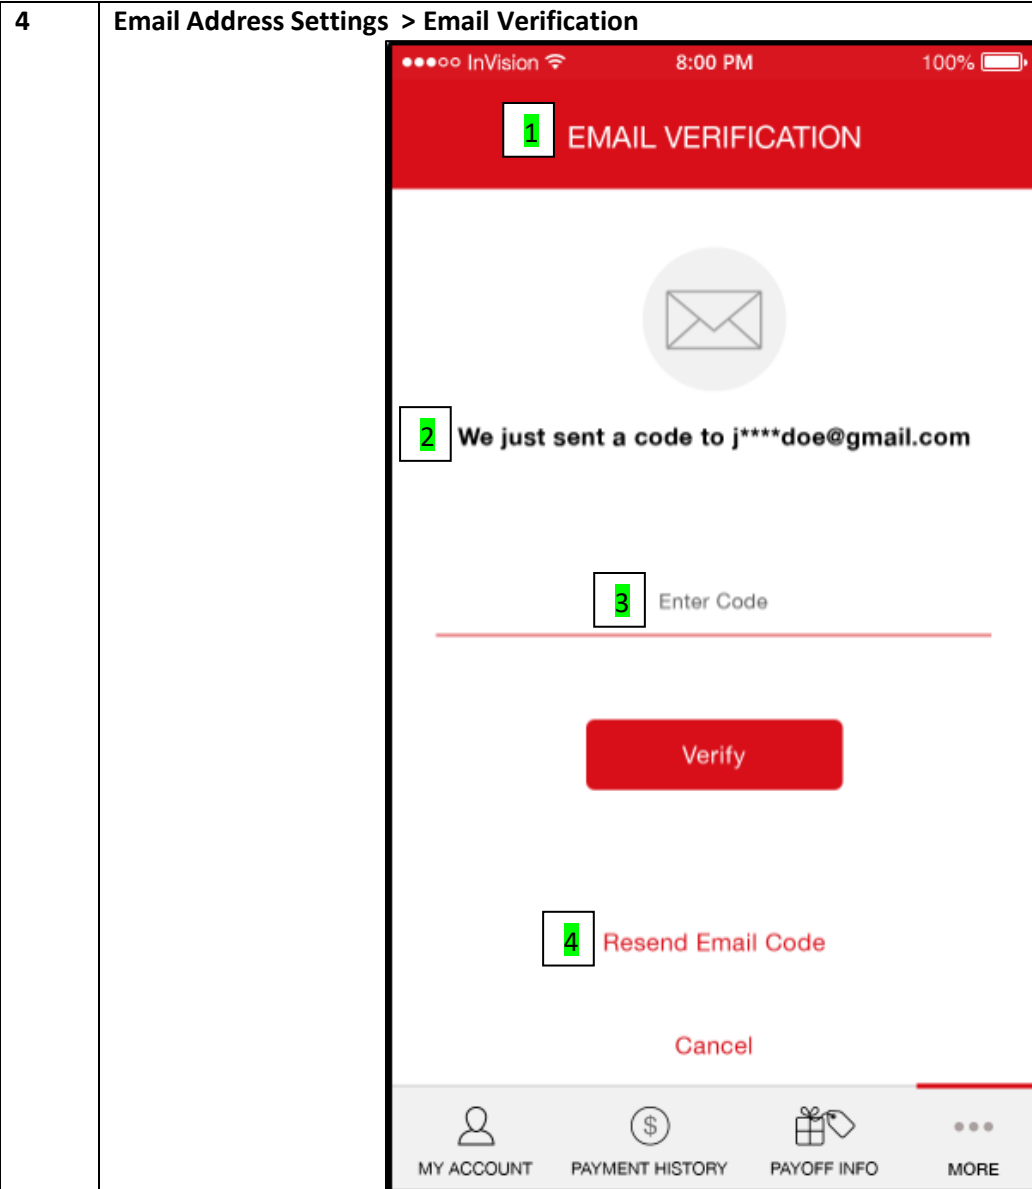 4 Email Address Settings > Email Verification
●●●○○ InVision 8:00 PM 100%
1 EMAIL VERIFICATION
2 We just sent a code to j****doe@gmail.com
3 Enter Code
Verify
4 Resend Email Code
Cancel
$
MY ACCOUNT PAYMENT HISTORY PAYOFF INFO MORE